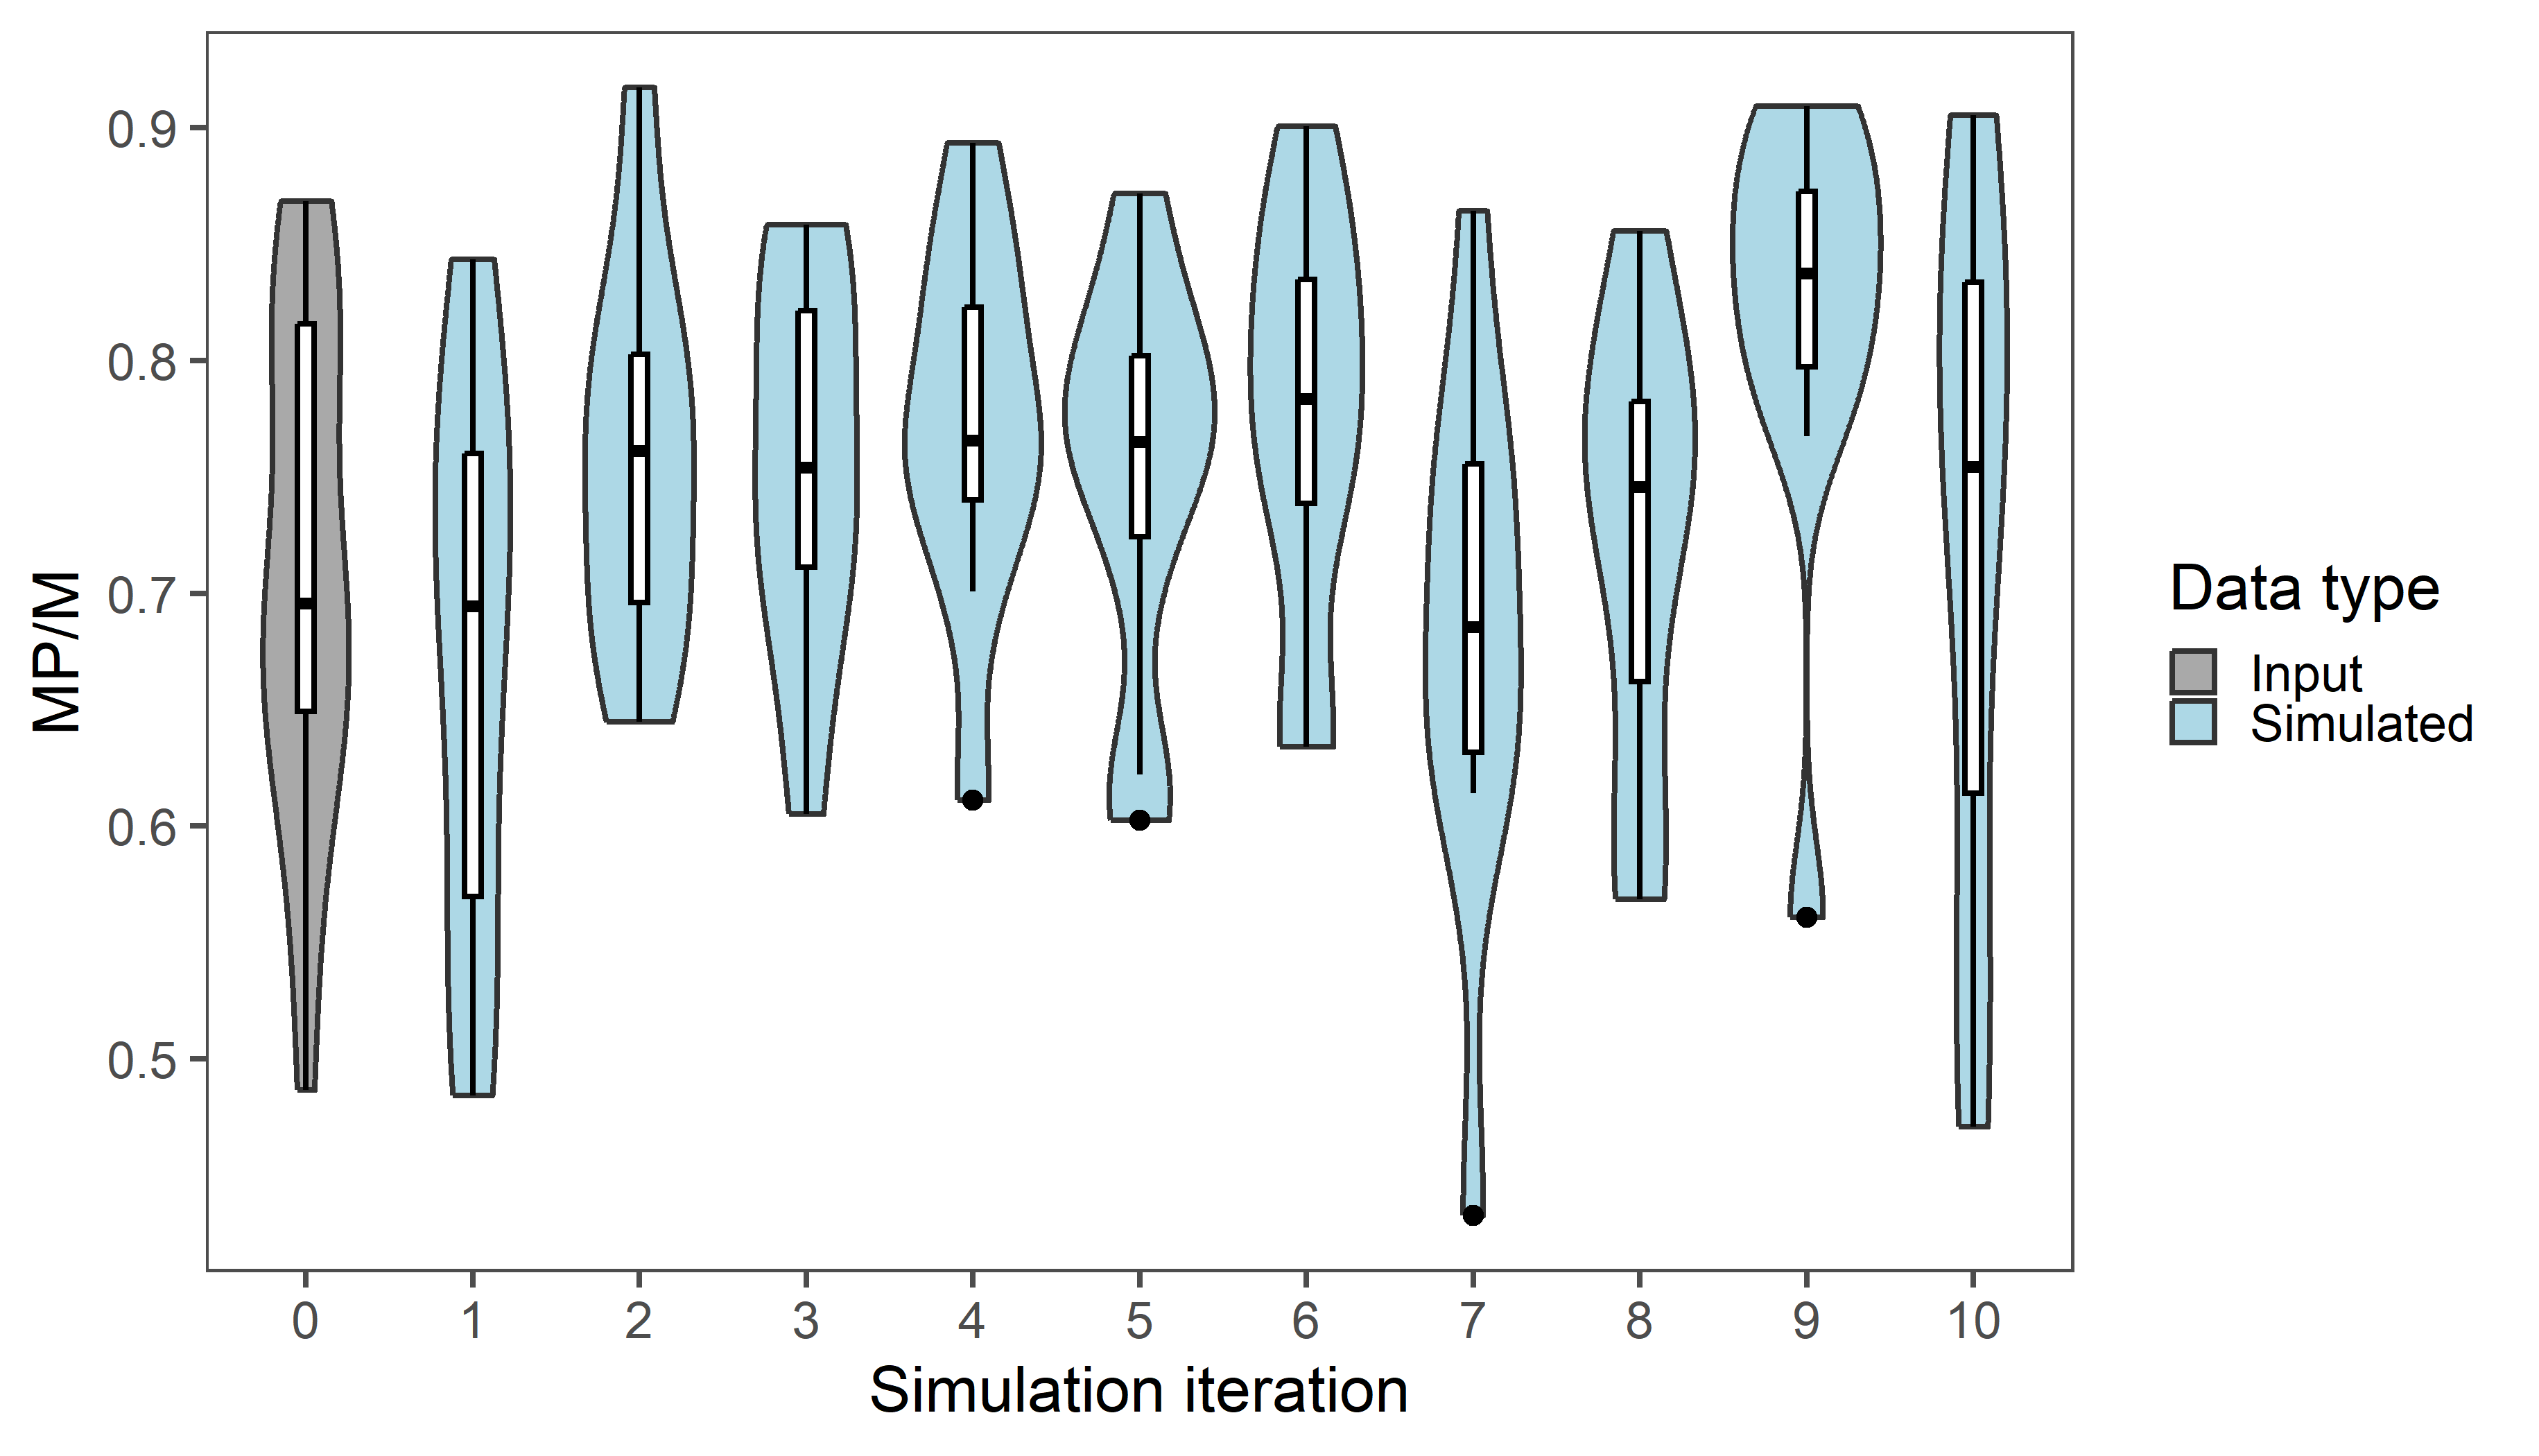 MP/M
0.9
0.8
0.7
0.6
0.5
0 1 2 3 4 5 6 7 8 9 10
Simulation iteration
Data type
Input
Simulated